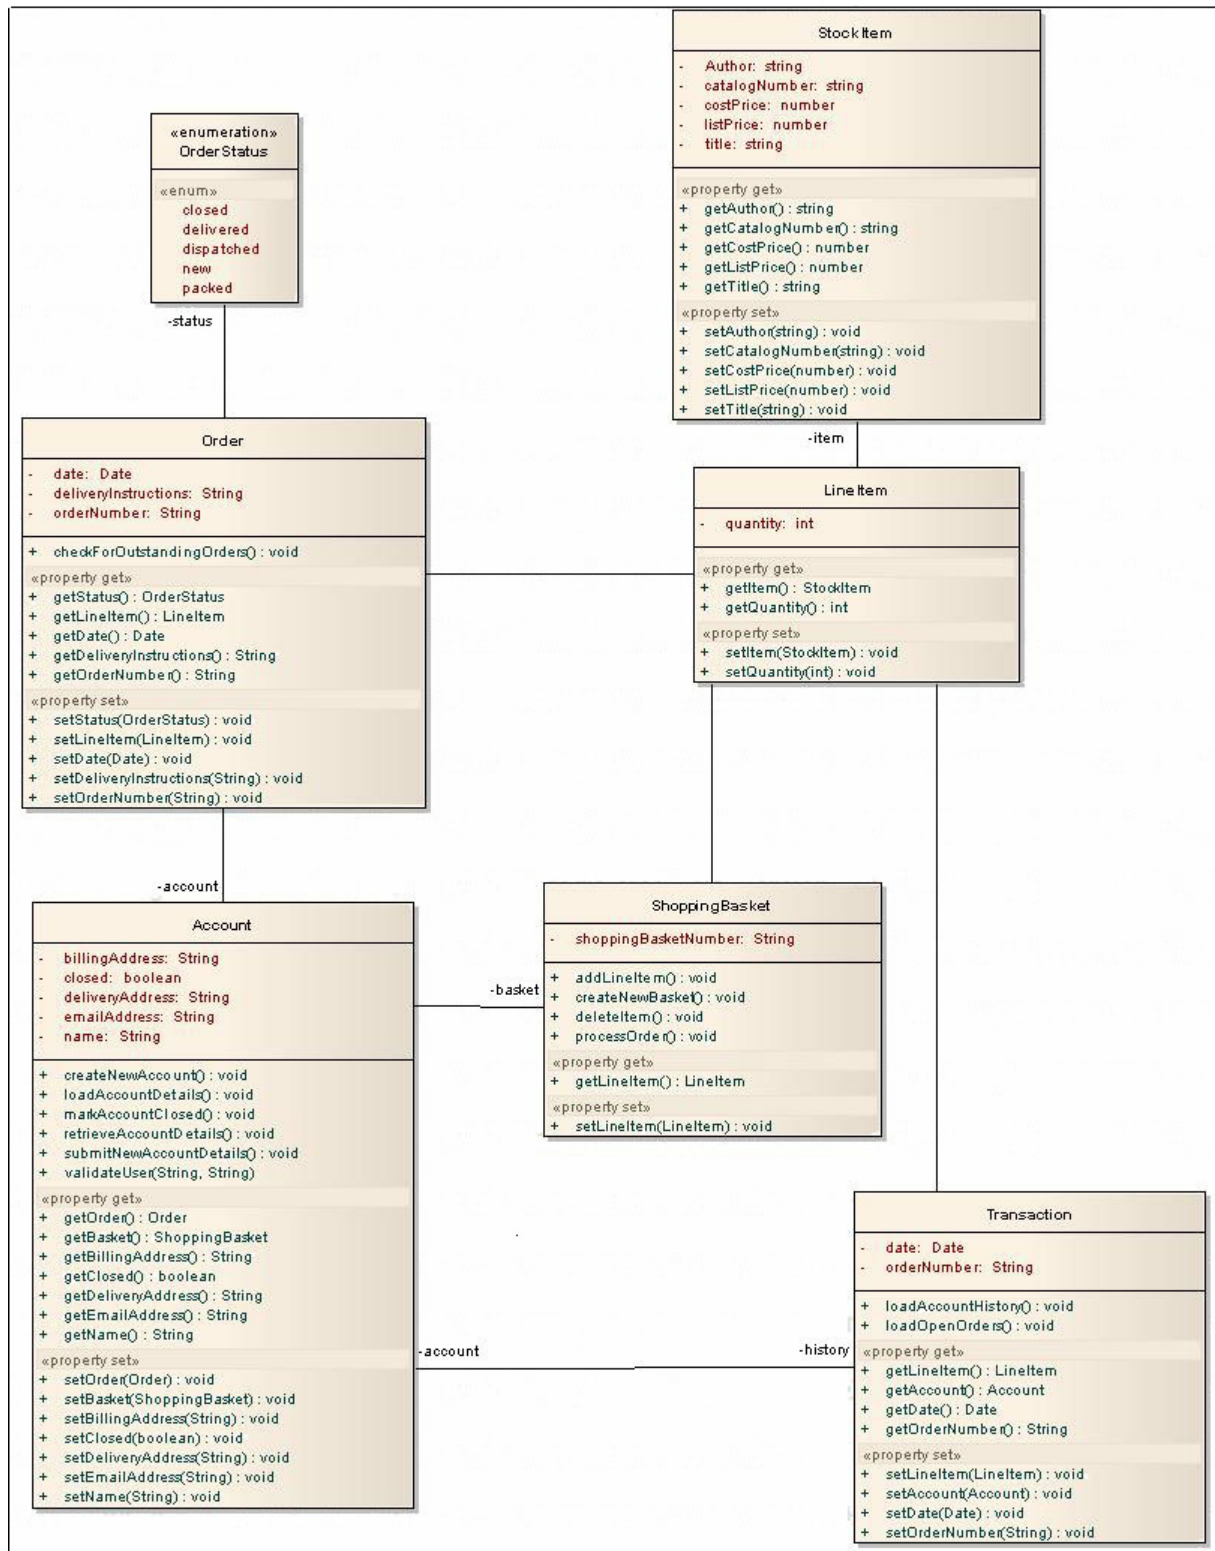 StockItem
- Author: string
- catalogNumber: string
- costPrice: number
- listPrice: number
- title: string
«property get»
+ getAuthor() : string
+ getCatalogNumber() : string
+ getCostPrice() : number
+ getListPrice() : number
+ getTitle() : string
«property set»
+ setAuthor(string) : void
+ setCatalogNumber(string) : void
+ setCostPrice(number) : void
+ setListPrice(number) : void
+ setTitle(string) : void
«enumeration»
OrderStatus
«enum»
closed
delivered
dispatched
new
packed
-status
-item
Order
- date: Date
- deliveryInstructions: String
- orderNumber: String
+ checkForOutstandingOrders() : void
«property get»
+ getStatus() : OrderStatus
+ getLineItem() : LineItem
+ getDate() : Date
+ getDeliveryInstructions() : String
+ getOrderNumber() : String
«property set»
+ setStatus(OrderStatus) : void
+ setLineItem(LineItem) : void
+ setDate(Date) : void
+ setDeliveryInstructions(String) : void
+ setOrderNumber(String) : void
LineItem
- quantity: int
«property get»
+ getItem() : StockItem
+ getQuantity() : int
«property set»
+ setItem(StockItem) : void
+ setQuantity(int) : void
-account
Account
- billingAddress: String
- closed: boolean
- deliveryAddress: String
- emailAddress: String
- name: String
+ createNewAccount() : void
+ loadAccountDetails() : void
+ markAccountClosed() : void
+ retrieveAccountDetails() : void
+ submitNewAccountDetails() : void
+ validateUser(String, String)
«property get»
+ getOrder() : Order
+ getBasket() : ShoppingBasket
+ getBillingAddress() : String
+ getClosed() : boolean
+ getDeliveryAddress() : String
+ getEmailAddress() : String
+ getName() : String
«property set»
+ setOrder(Order) : void
+ setBasket(ShoppingBasket) : void
+ setBillingAddress(String) : void
+ setClosed(boolean) : void
+ setDeliveryAddress(String) : void
+ setEmailAddress(String) : void
+ setName(String) : void
-basket
ShoppingBasket
- shoppingBasketNumber: String
+ addLineItem() : void
+ createNewBasket() : void
+ deleteItem() : void
+ processOrder() : void
«property get»
+ getLineItem() : LineItem
«property set»
+ setLineItem(LineItem) : void
-account
-history
Transaction
- date: Date
- orderNumber: String
+ loadAccountHistory() : void
+ loadOpenOrders() : void
«property get»
+ getLineItem() : LineItem
+ getAccount() : Account
+ getDate() : Date
+ getOrderNumber() : String
«property set»
+ setLineItem(LineItem) : void
+ setAccount(Account) : void
+ setDate(Date) : void
+ setOrderNumber(String) : void